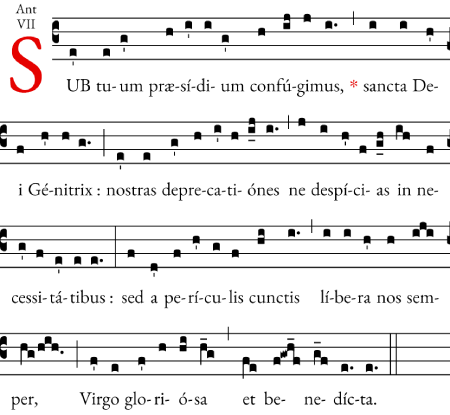 Ant
VII
SUB tu-um præ-sí-di-um confú-gimus, * sancta De-
i Gé-nitrix : nostras depre-ca-ti-ónes ne despí-ci-as in ne-
cessi-tá-tibus : sed a pe-rí-cu-lis cunctis lí-be-ra nos sem-
per, Virgo glo-ri-ó-sa et be-ne-díc-ta.